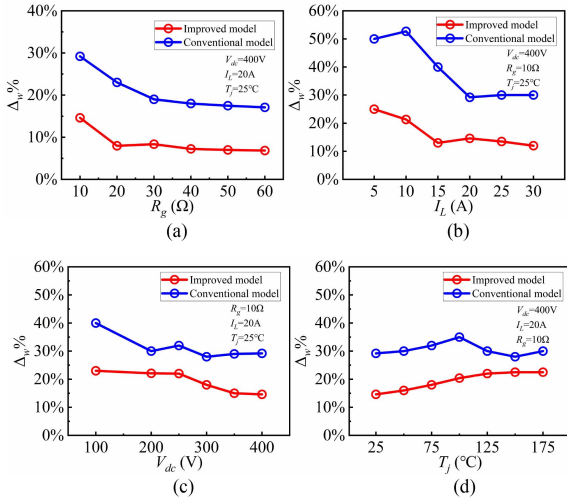 40%
30%
20%
10%
0%
Δw%
Improved model
Conventional model
Vdc=400V
IL=20A
Tj=25℃
10 20 30 40 50 60
Rg (Ω)
(a)
60%
50%
40%
30%
20%
10%
0%
Δw%
Improved model
Conventional model
Vdc=400V
Rg=10Ω
Tj=25℃
5 10 15 20 25 30
IL (A)
(b)
60%
50%
40%
30%
20%
10%
0%
Δw%
Improved model
Conventional model
Rg=10Ω
IL=20A
Tj=25℃
100 200 300 400
Vdc (V)
(c)
60%
50%
40%
30%
20%
10%
0%
Δw%
Improved model
Conventional model
Vdc=400V
IL=20A
Rg=10Ω
25 75 125 175
Tj (℃)
(d)